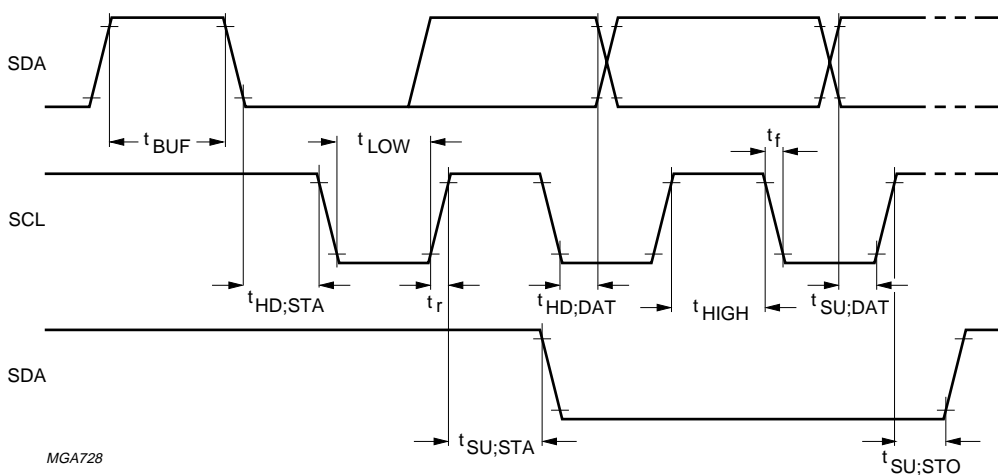 SDA
t BUF
t LOW
t f
SCL
t HD;STA
t r
t HD;DAT
t HIGH
t SU;DAT
SDA
t SU;STA
t SU;STO
MGA728